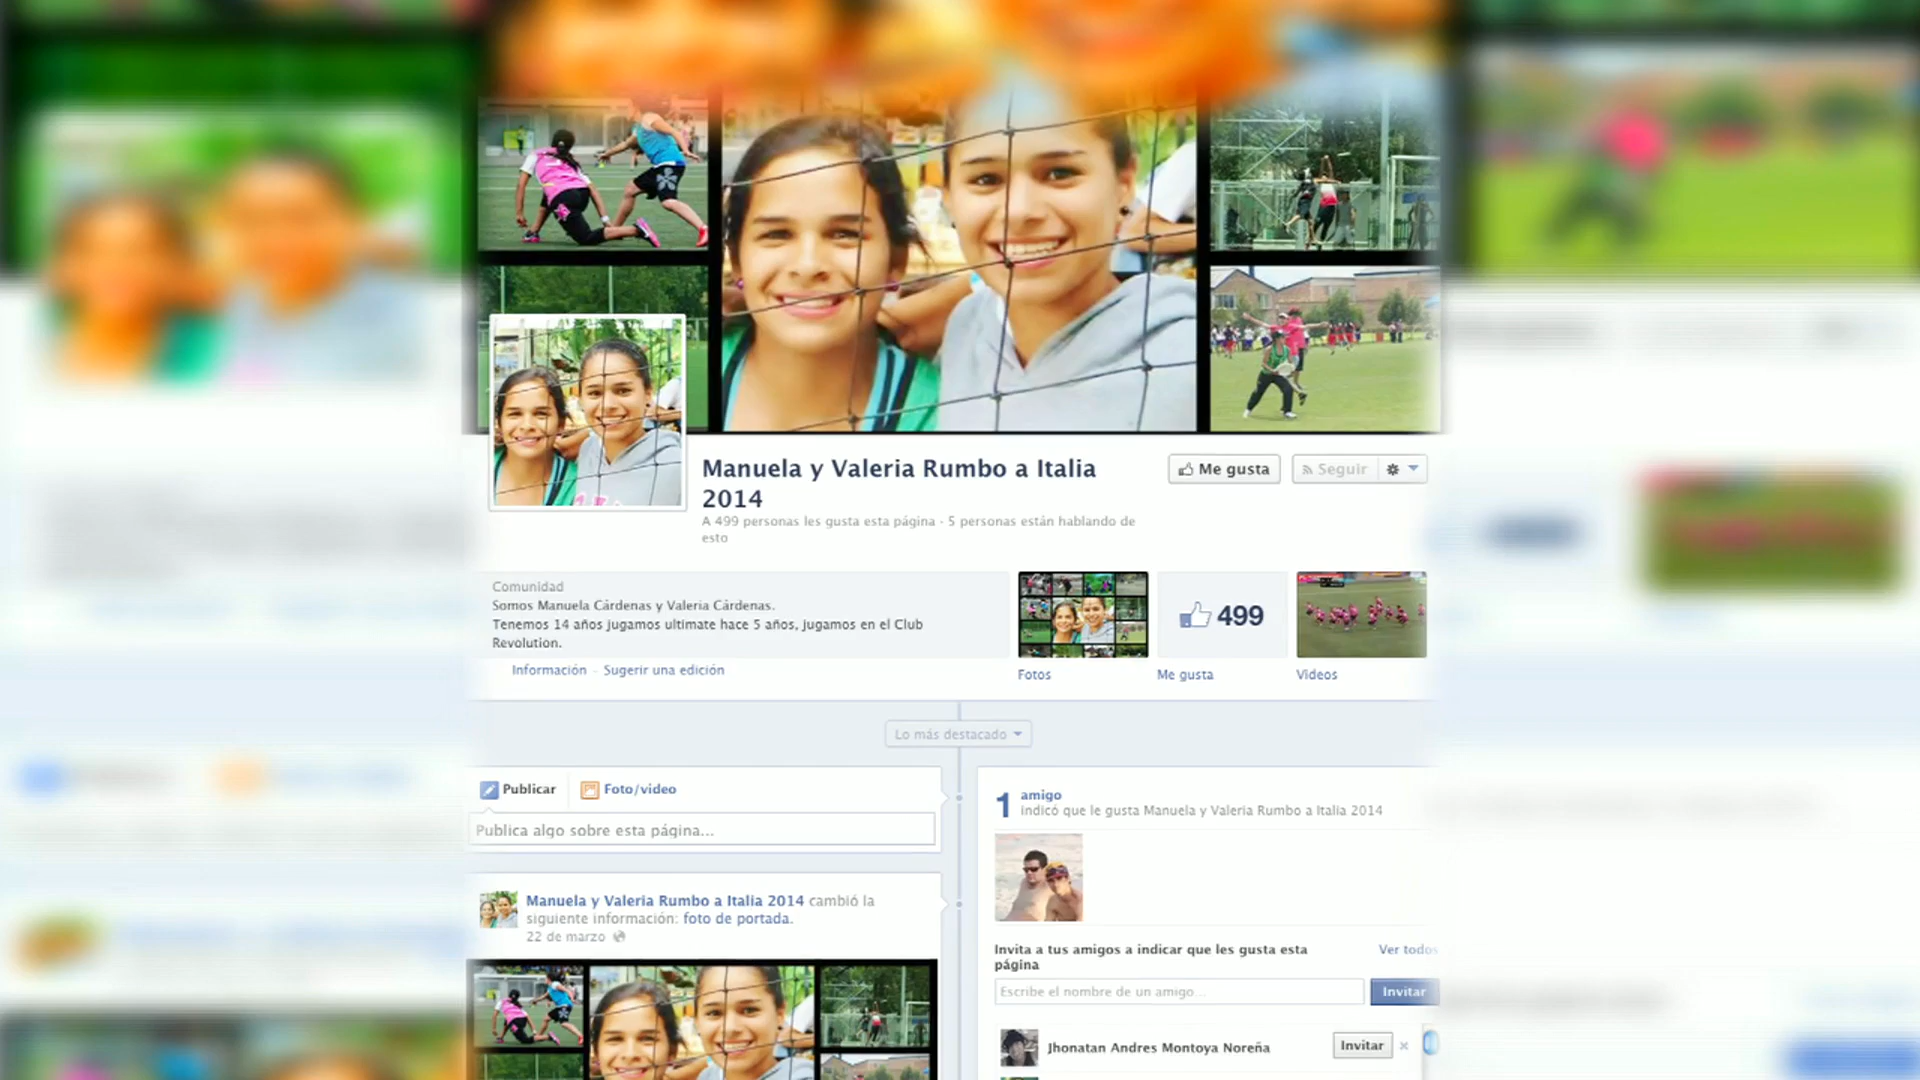 Manuela y Valeria Rumbo a Italia
2014
Me gusta
Seguir
A 499 personas les gusta esta página · 5 personas están hablando de
esto
Comunidad
Somos Manuela Cárdenas y Valeria Cárdenas.
Tenemos 14 años jugamos ultimate hace 5 años, jugamos en el Club
Revolution.
Información - Sugerir una edición
499
Fotos
Me gusta
Videos
Lo más destacado
Publicar
Foto/video
Publica algo sobre esta página...
1 amigo
indicó que le gusta Manuela y Valeria Rumbo a Italia 2014
Manuela y Valeria Rumbo a Italia 2014 cambió la
siguiente información: foto de portada.
22 de marzo
Invita a tus amigos a indicar que les gusta esta
página
Ver todos
Escribe el nombre de un amigo...
Invitar
Jhonatan Andres Montoya Noreña
Invitar